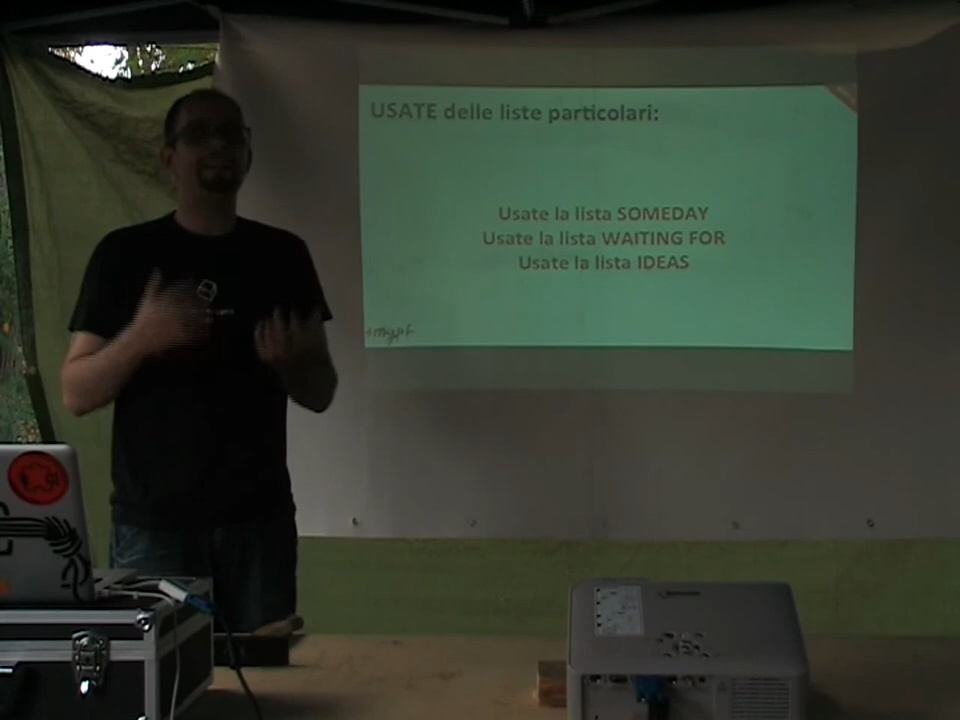 USATE delle liste particolari:
Usate la lista SOMEDAY
Usate la lista WAITING FOR
Usate la lista IDEAS